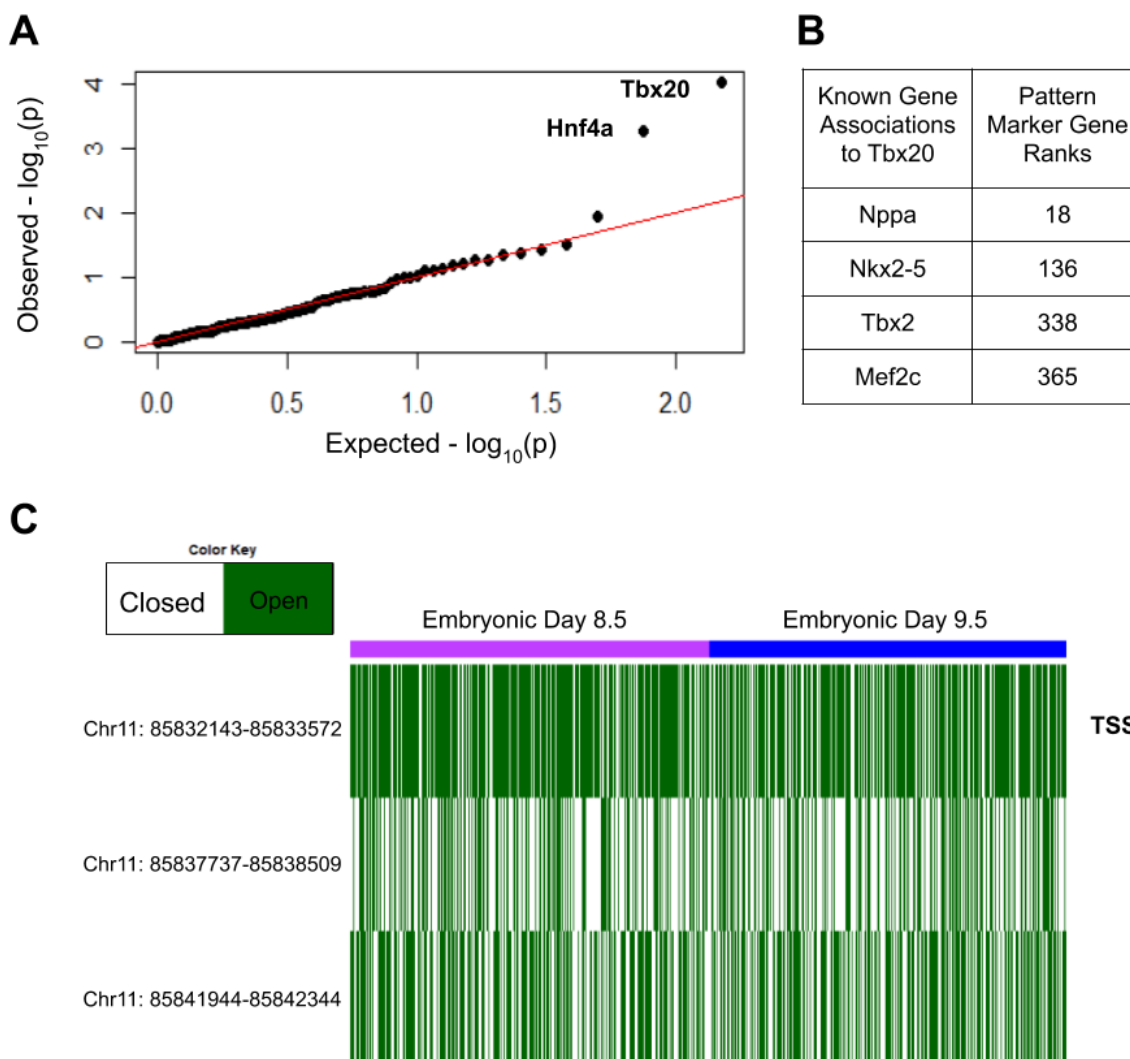 A
Observed - log10(p)
4
3
2
1
0
Tbx20
Hnf4a
0.0 0.5 1.0 1.5 2.0
Expected - log10(p)
B
Known Gene Associations to Tbx20
Pattern Marker Gene Ranks
Nppa 18
Nkx2-5 136
Tbx2 338
Mef2c 365
C
Color Key
Closed Open
Embryonic Day 8.5 Embryonic Day 9.5
Chr11: 85832143-85833572
TSS
Chr11: 85837737-85838509
Chr11: 85841944-85842344